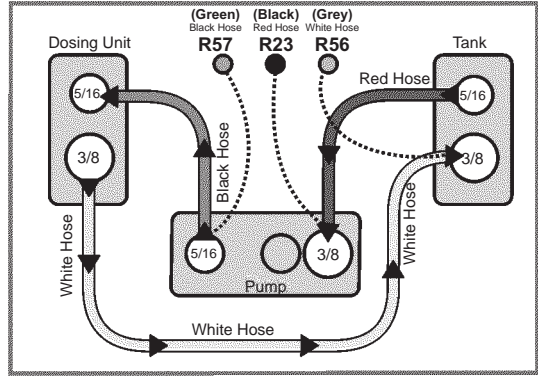 (Green) (Black) (Grey)
Black Hose Red Hose White Hose
R57 R23 R56
Dosing Unit
Tank
Red Hose
5/16
5/16
3/8
3/8
Black Hose
White Hose
White Hose
5/16
3/8
Pump
White Hose